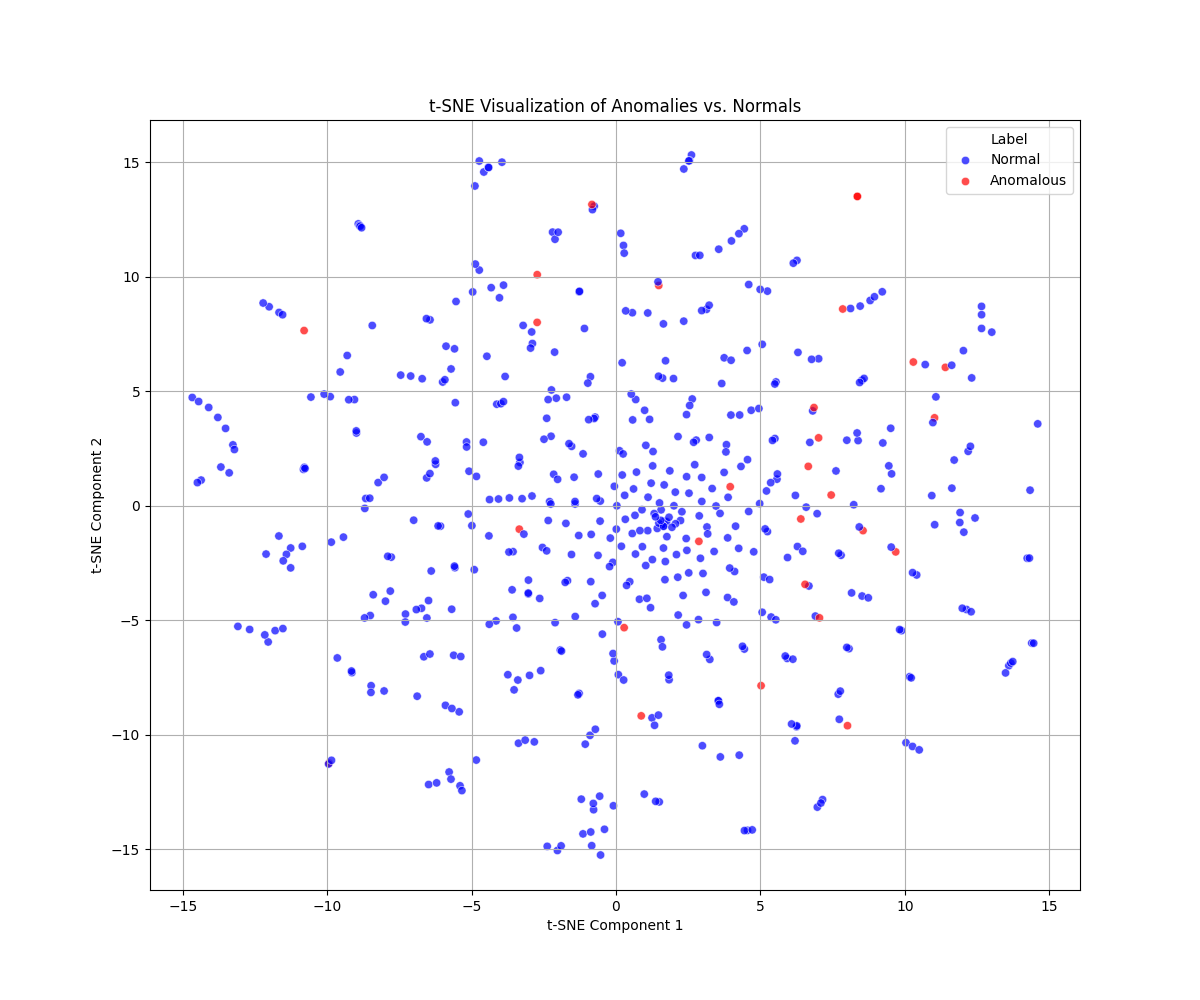 t-SNE Visualization of Anomalies vs. Normals
Label
Normal
Anomalous
15
10
5
0
−5
−10
−15
t-SNE Component 2
−15
−10
−5
0
5
10
15
t-SNE Component 1